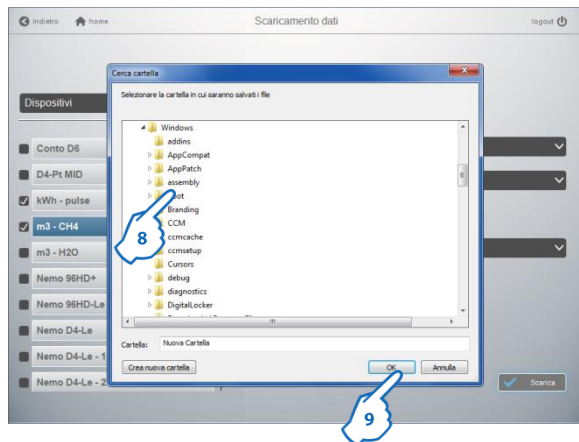 indietro home Scaricamento dati logout
Cerca cartella
Selezionare la cartella in cui saranno salvati i file
Dispositivi
Windows
addins
AppCompat
AppPatch
assembly
Branding
CCM
ccmcache
ccmsetup
Cursors
debug
diagnostics
DigitalLocker
Conto D6
D4-Pt MID
kWh - pulse
m3 - CH4
m3 - H2O
Nemo 96HD+
Nemo 96HD-Le
Nemo D4-Le
Nemo D4-Le - 1
Nemo D4-Le - 2
8
Cartella: Nuova Cartella
Crea nuova cartella OK Annulla
Scarica
9